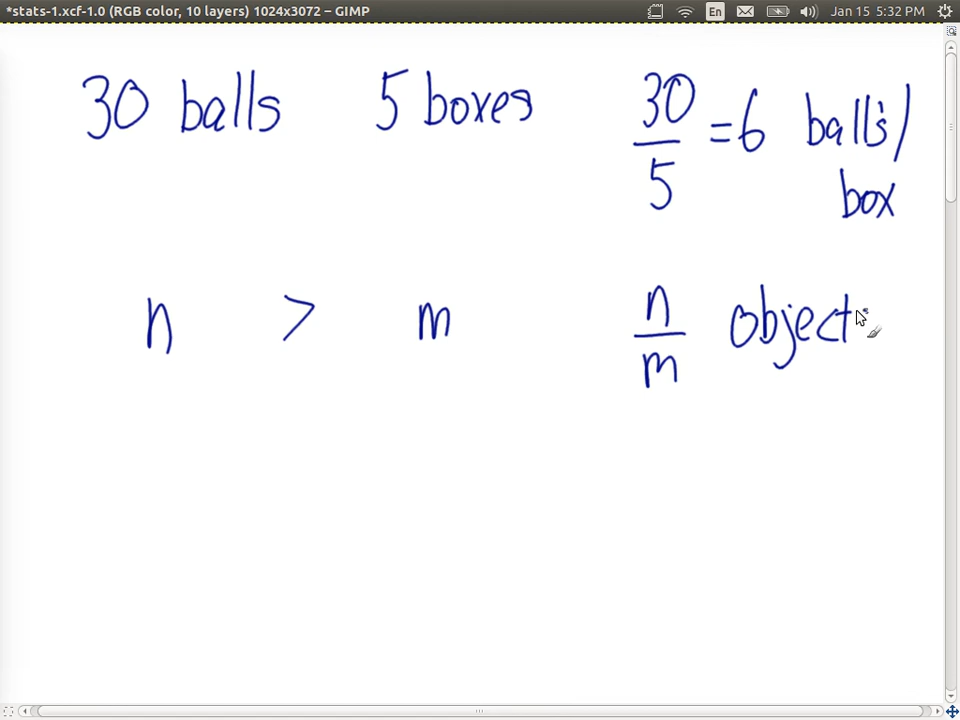 *stats-1.xcf-1.0 (RGB color, 10 layers) 1024x3072 – GIMP En Jan 15 5:32 PM
30 balls 5 boxes 30/5 =6 balls/
box
n > m n/m object